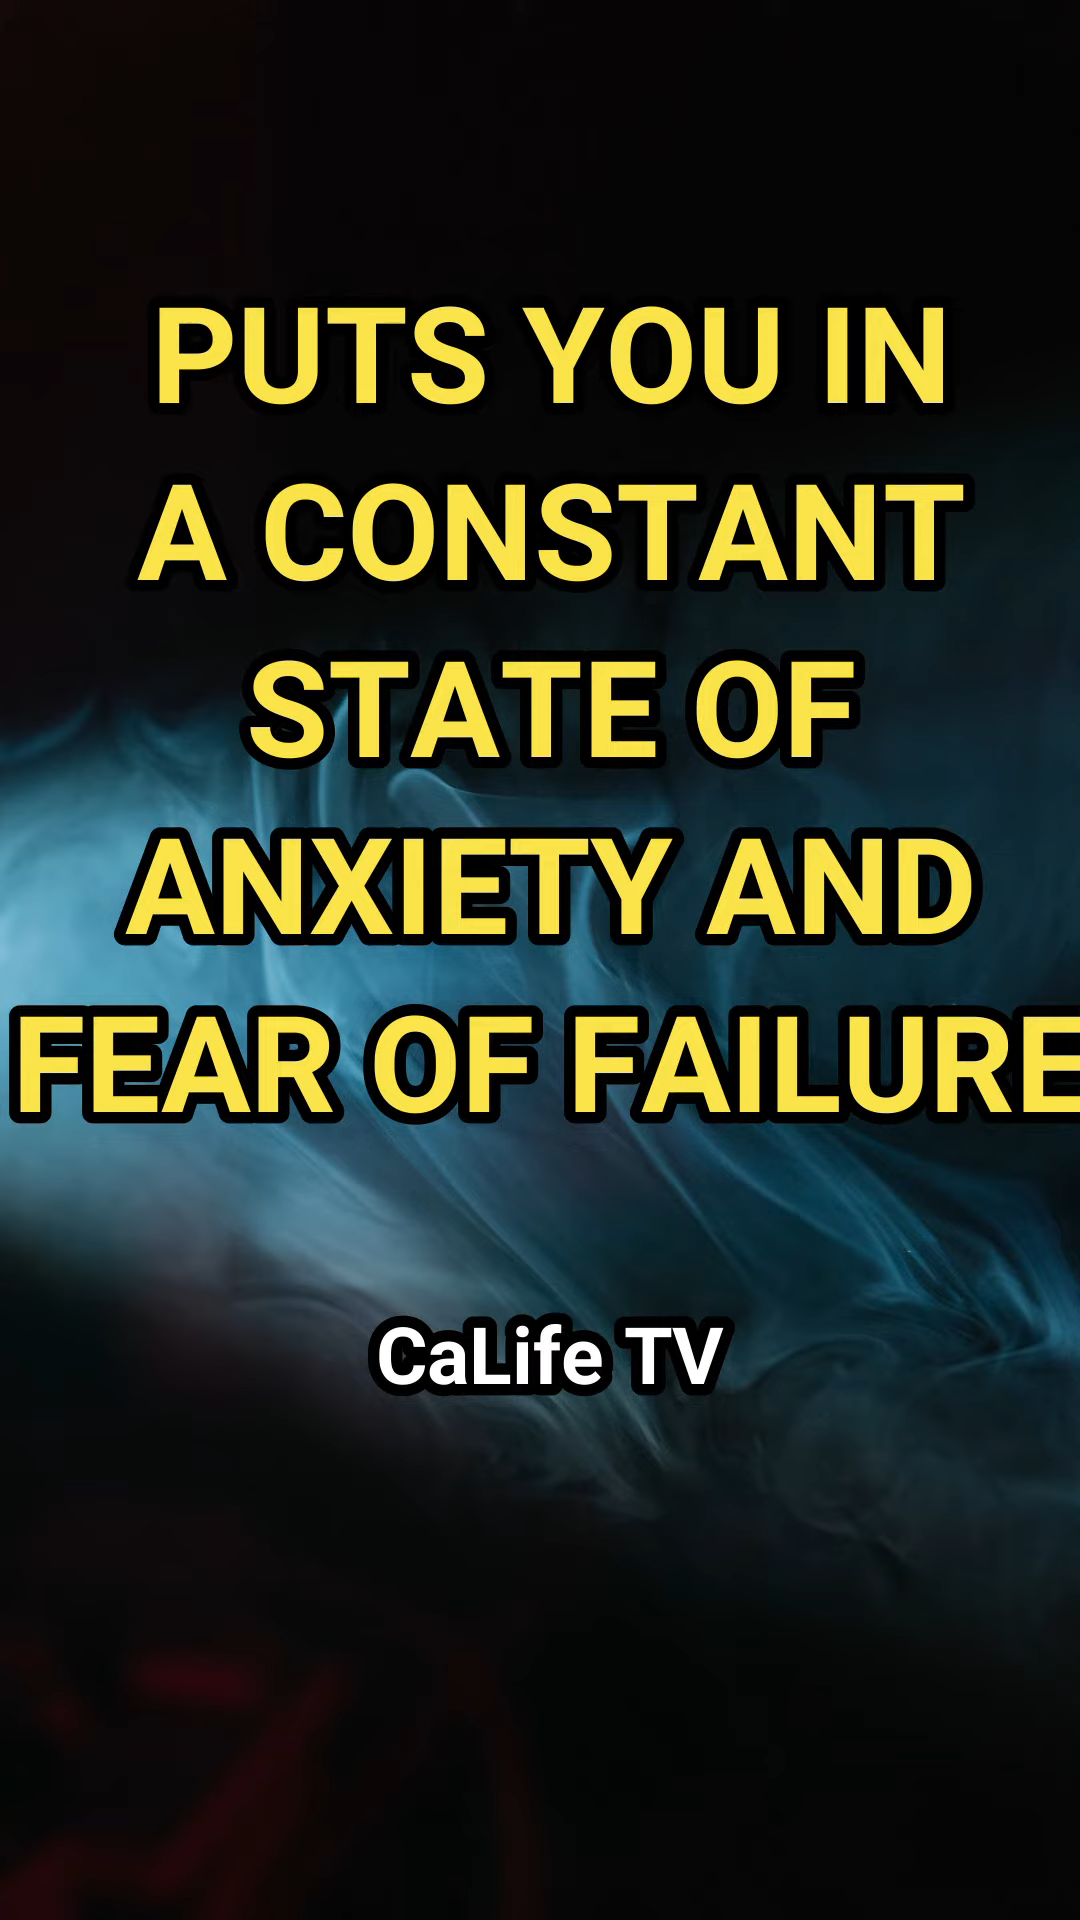 PUTS YOU IN
A CONSTANT
STATE OF
ANXIETY AND
FEAR OF FAILURE
CaLife TV